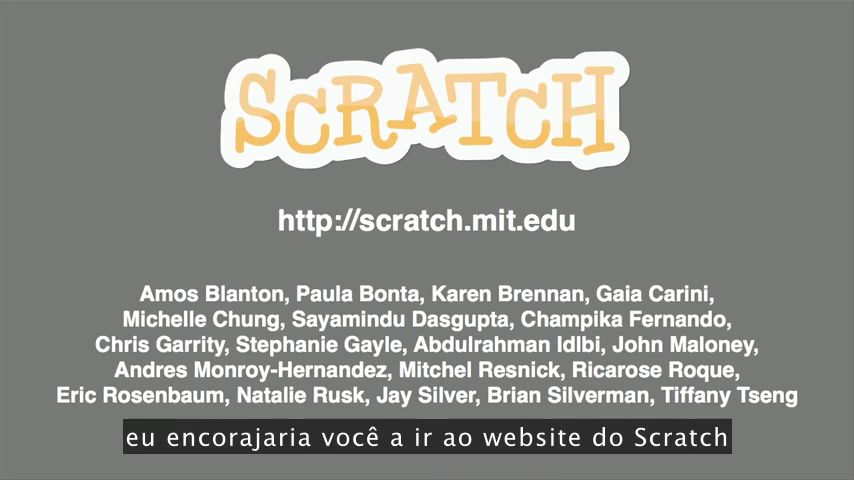 SCRATCH
http://scratch.mit.edu
Amos Blanton, Paula Bonta, Karen Brennan, Gaia Carini,
Michelle Chung, Sayamindu Dasgupta, Champika Fernando,
Chris Garrity, Stephanie Gayle, Abdulrahman Idlbi, John Maloney,
Andres Monroy-Hernandez, Mitchel Resnick, Ricarose Roque,
Eric Rosenbaum, Natalie Rusk, Jay Silver, Brian Silverman, Tiffany Tseng
eu encorajaria você a ir ao website do Scratch